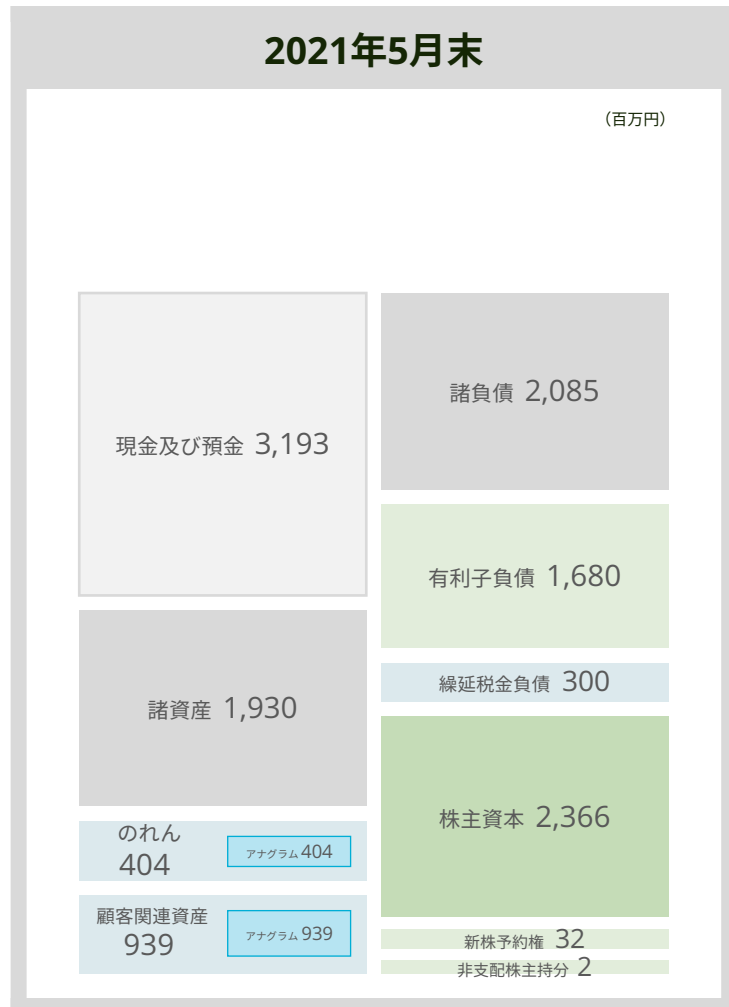 2021年5月末
（百万円）
現金及び預金 3,193
諸資産 1,930
のれん
404
アナグラム 404
顧客関連資産
939
アナグラム 939
諸負債 2,085
有利子負債 1,680
繰延税金負債 300
株主資本 2,366
新株予約権 32
非支配株主持分 2